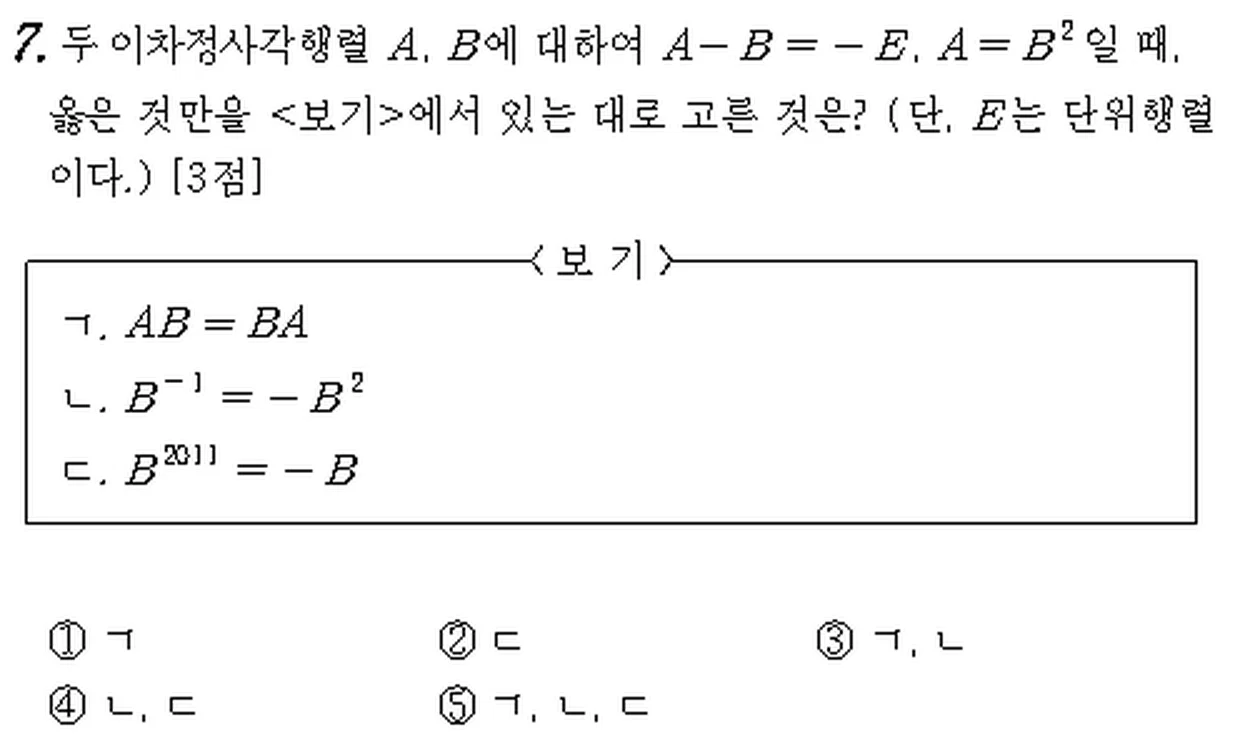 7. 두 이차정사각행렬 A, B에 대하여 A－B＝－E, A＝B²일 때,
옳은 것만을 <보기>에서 있는 대로 고른 것은? (단, E는 단위행렬
이다.) [3점]
〈보 기〉
ㄱ. AB＝BA
ㄴ. B⁻¹＝－B²
ㄷ. B²⁰¹¹＝－B
① ㄱ ② ㄷ ③ ㄱ, ㄴ
④ ㄴ, ㄷ ⑤ ㄱ, ㄴ, ㄷ